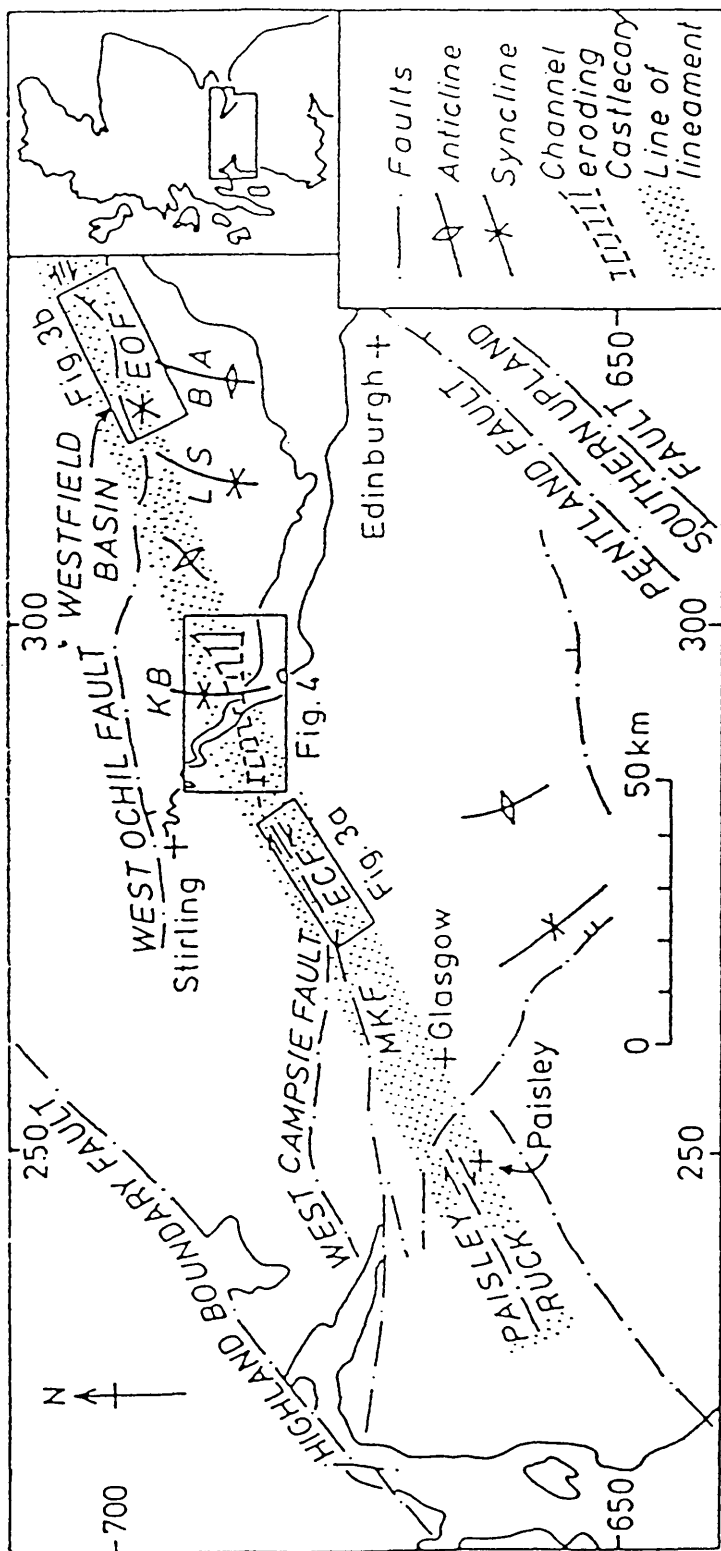 N
700
650
250
300
250
300
650
HIGHLAND BOUNDARY FAULT
WEST CAMPSIE FAULT
WEST OCHIL FAULT
Stirling
WESTFIELD
BASIN
Fig. 3b
EOF
B A
L S
K B
Fig. 4
ECF
Fig. 3a
MKF
Glasgow
PAISLEY
RUCK
Paisley
Edinburgh
PENTLAND FAULT
SOUTHERN UPLAND
FAULT
0
50km
Faults
Anticline
Syncline
Channel
eroding
Castlecary
Line of
lineament